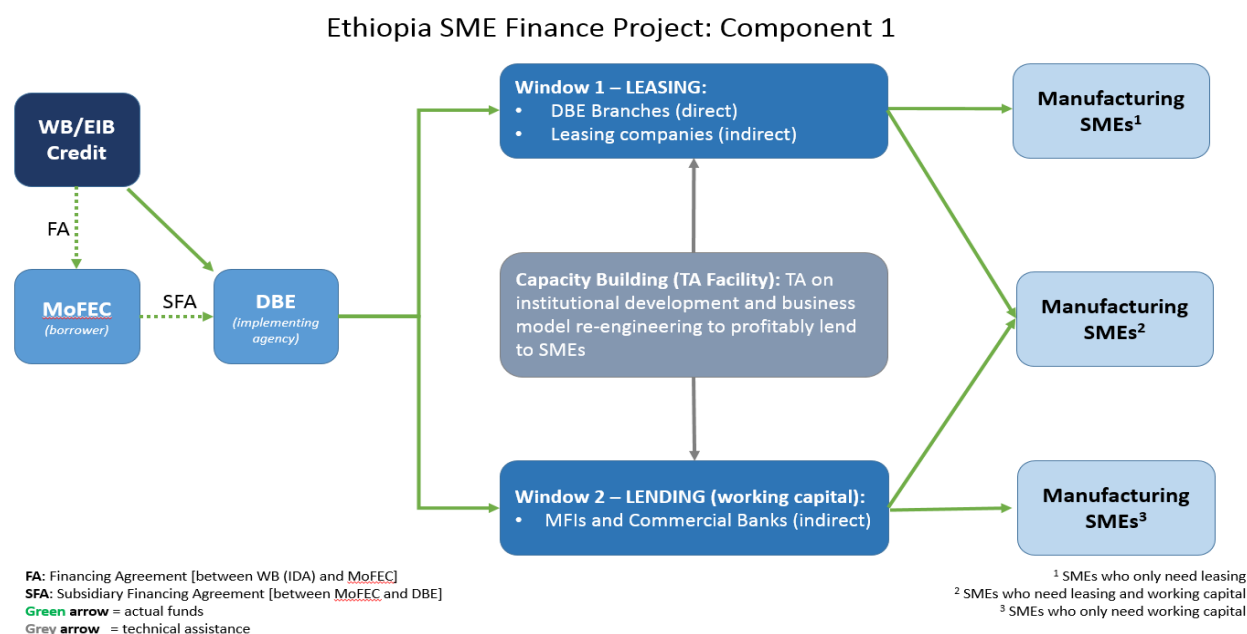 Ethiopia SME Finance Project: Component 1
WB/EIB
Credit
FA
MoFEC
(borrower)
SFA
DBE
(implementing
agency)
Window 1 – LEASING:
• DBE Branches (direct)
• Leasing companies (indirect)
Capacity Building (TA Facility): TA on
institutional development and business
model re-engineering to profitably lend
to SMEs
Window 2 – LENDING (working capital):
• MFIs and Commercial Banks (indirect)
Manufacturing
SMEs¹
Manufacturing
SMEs²
Manufacturing
SMEs³
FA: Financing Agreement [between WB (IDA) and MoFEC]
SFA: Subsidiary Financing Agreement [between MoFEC and DBE]
Green arrow = actual funds
Grey arrow = technical assistance
¹ SMEs who only need leasing
² SMEs who need leasing and working capital
³ SMEs who only need working capital